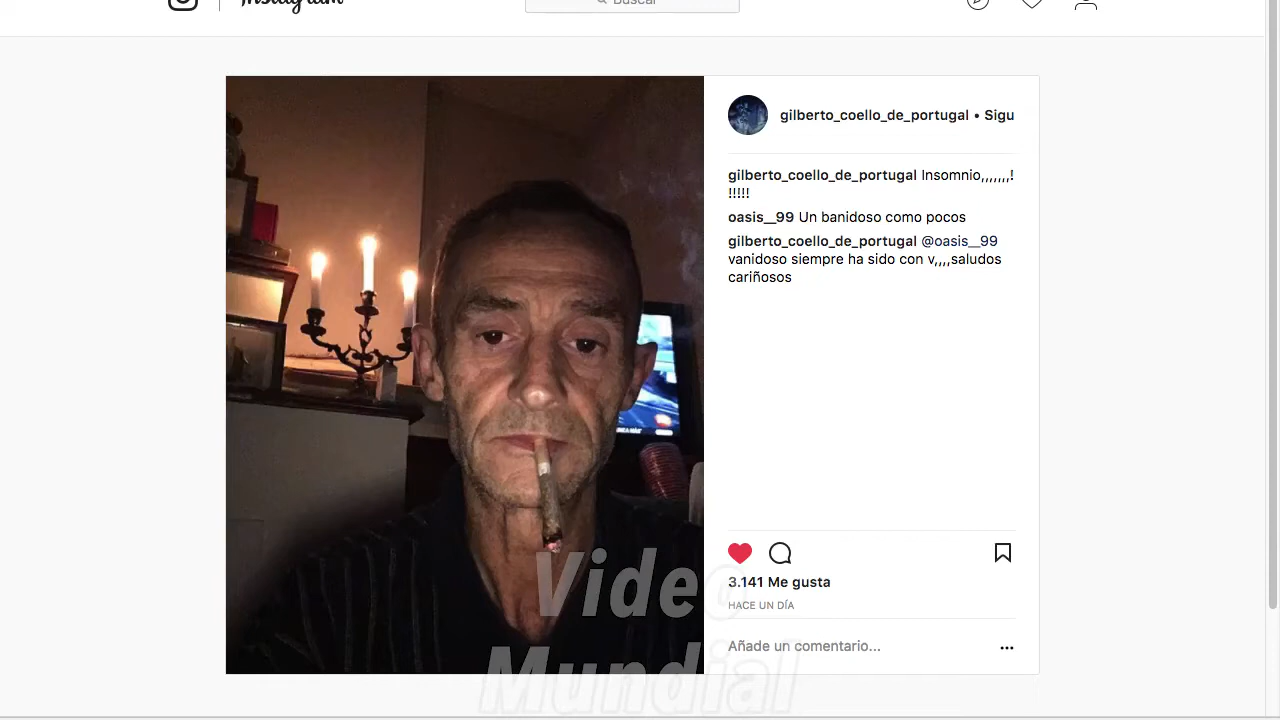 Instagram
Buscar
gilberto_coello_de_portugal • Sigu
gilberto_coello_de_portugal Insomnio,,,,,,,!
!!!!!
oasis__99 Un banidoso como pocos
gilberto_coello_de_portugal @oasis__99
vanidoso siempre ha sido con v,,,,saludos
cariñosos
3.141 Me gusta
HACE UN DÍA
Añade un comentario...
Video
Mundial